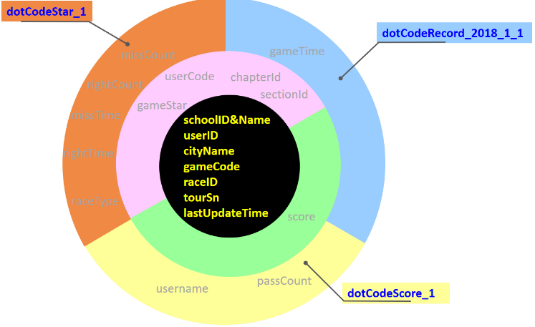 dotCodeStar_1
dotCodeRecord_2018_1_1
gameTime
userCode
chapterId
sectionId
gameStar
schoolID&Name
userID
cityName
gameCode
raceID
tourSn
lastUpdateTime
score
passCount
username
dotCodeScore_1